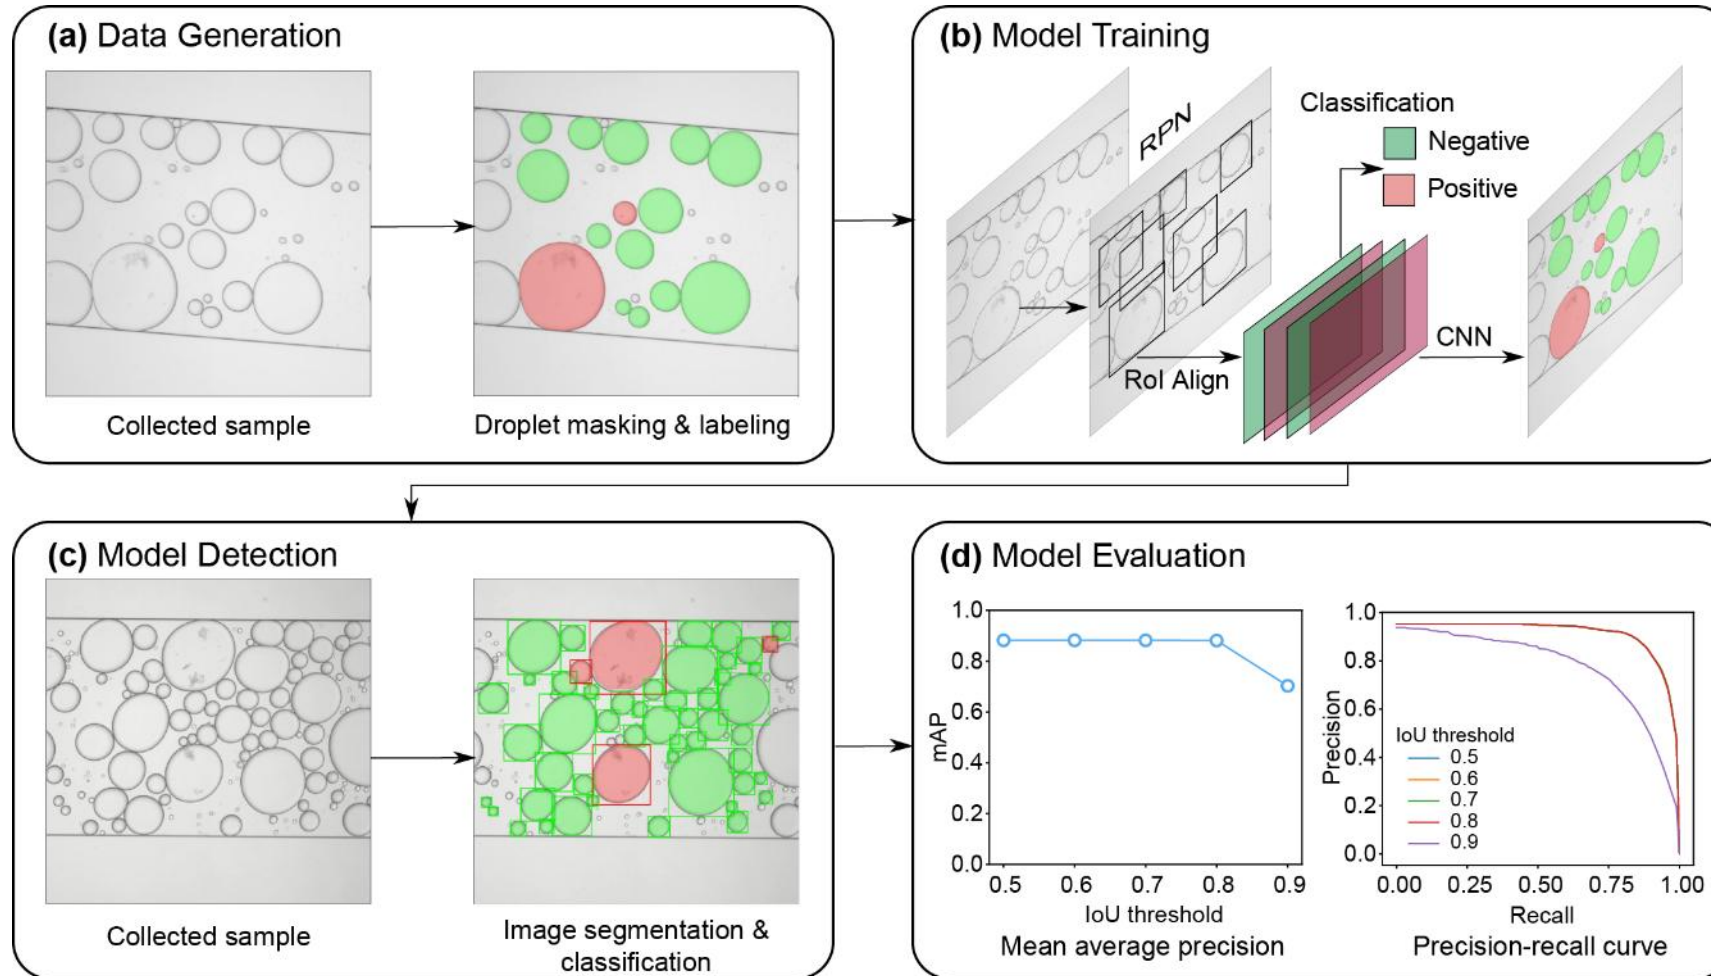 (a) Data Generation
Collected sample
Droplet masking & labeling
(b) Model Training
RPN
Classification
Negative
Positive
RoI Align
CNN
(c) Model Detection
Collected sample
Image segmentation &
classification
(d) Model Evaluation
mAP
1.0
0.8
0.6
0.4
0.2
0.0
0.5 0.6 0.7 0.8 0.9
IoU threshold
Mean average precision
Precision
1.0
0.8
0.6
0.4
0.2
0.0
IoU threshold
0.5
0.6
0.7
0.8
0.9
0.00 0.25 0.50 0.75 1.00
Recall
Precision-recall curve